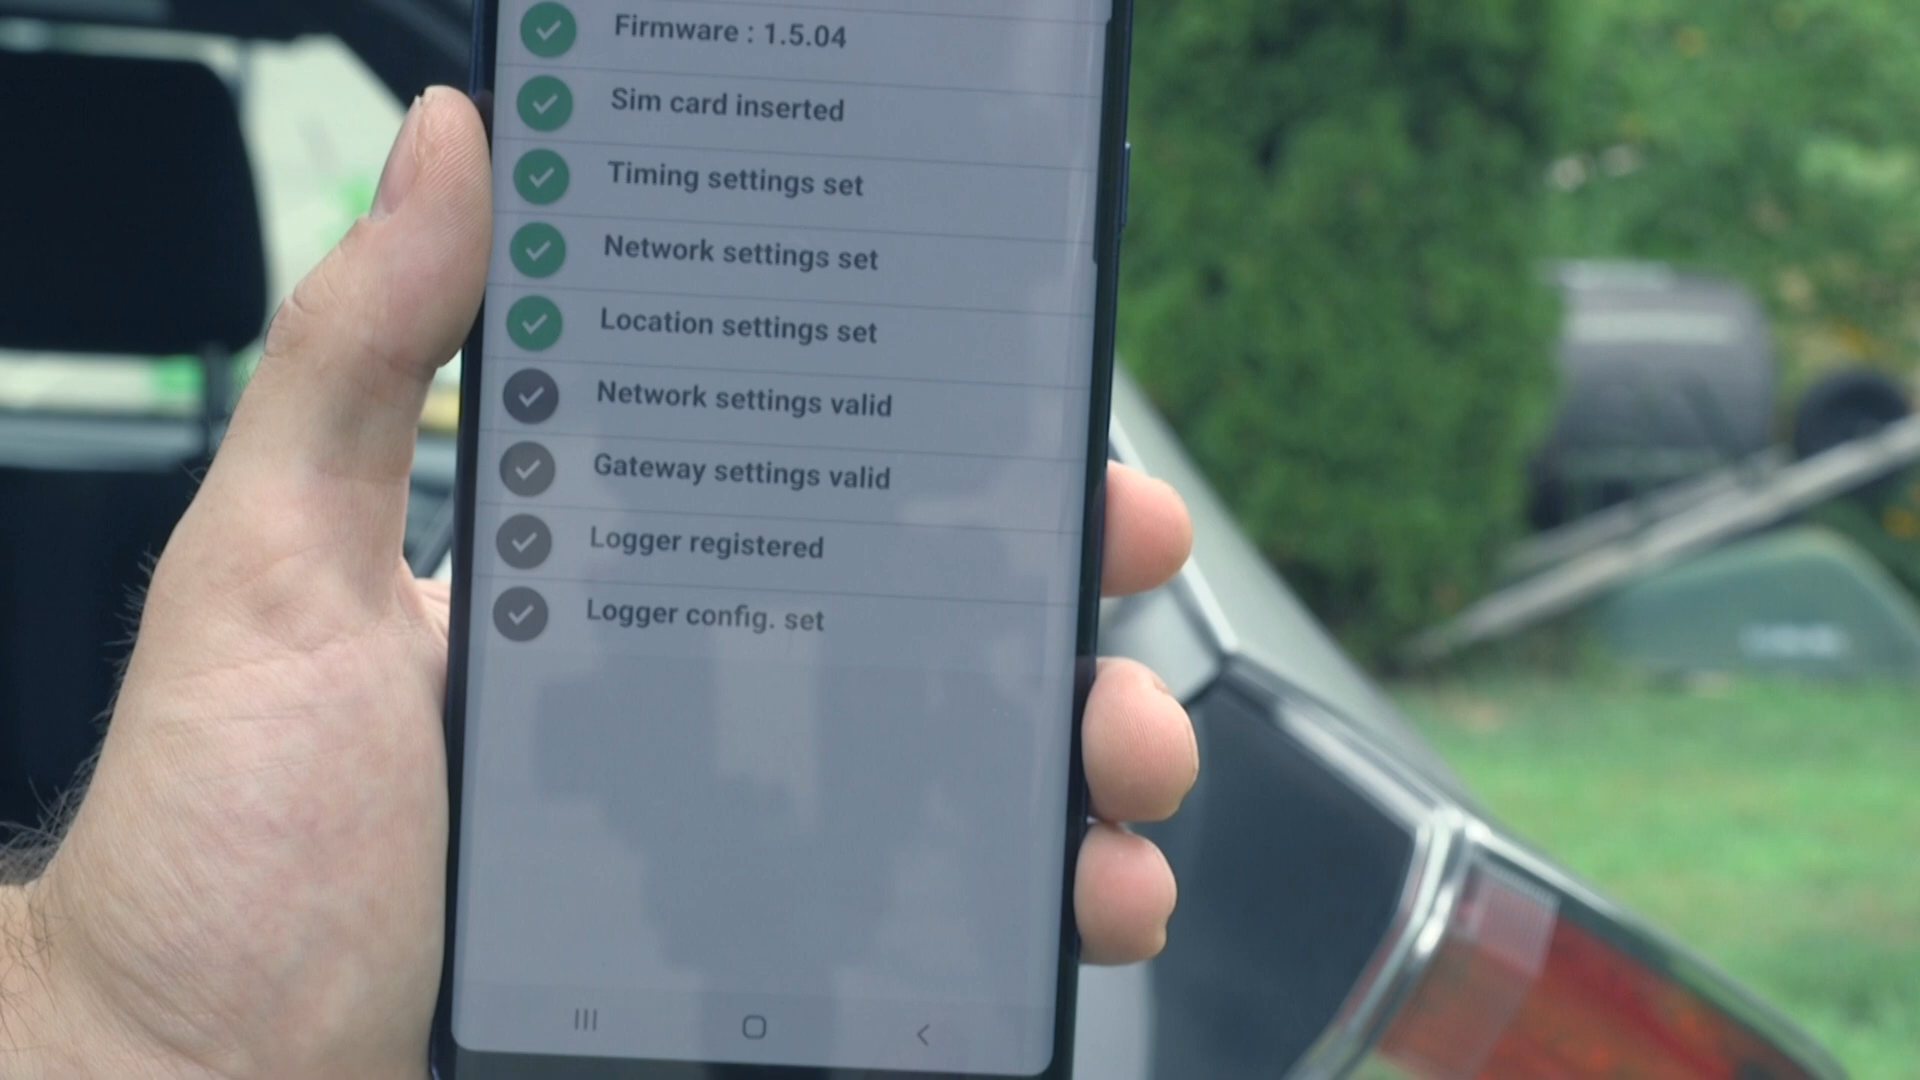 Firmware : 1.5.04
Sim card inserted
Timing settings set
Network settings set
Location settings set
Network settings valid
Gateway settings valid
Logger registered
Logger config. set